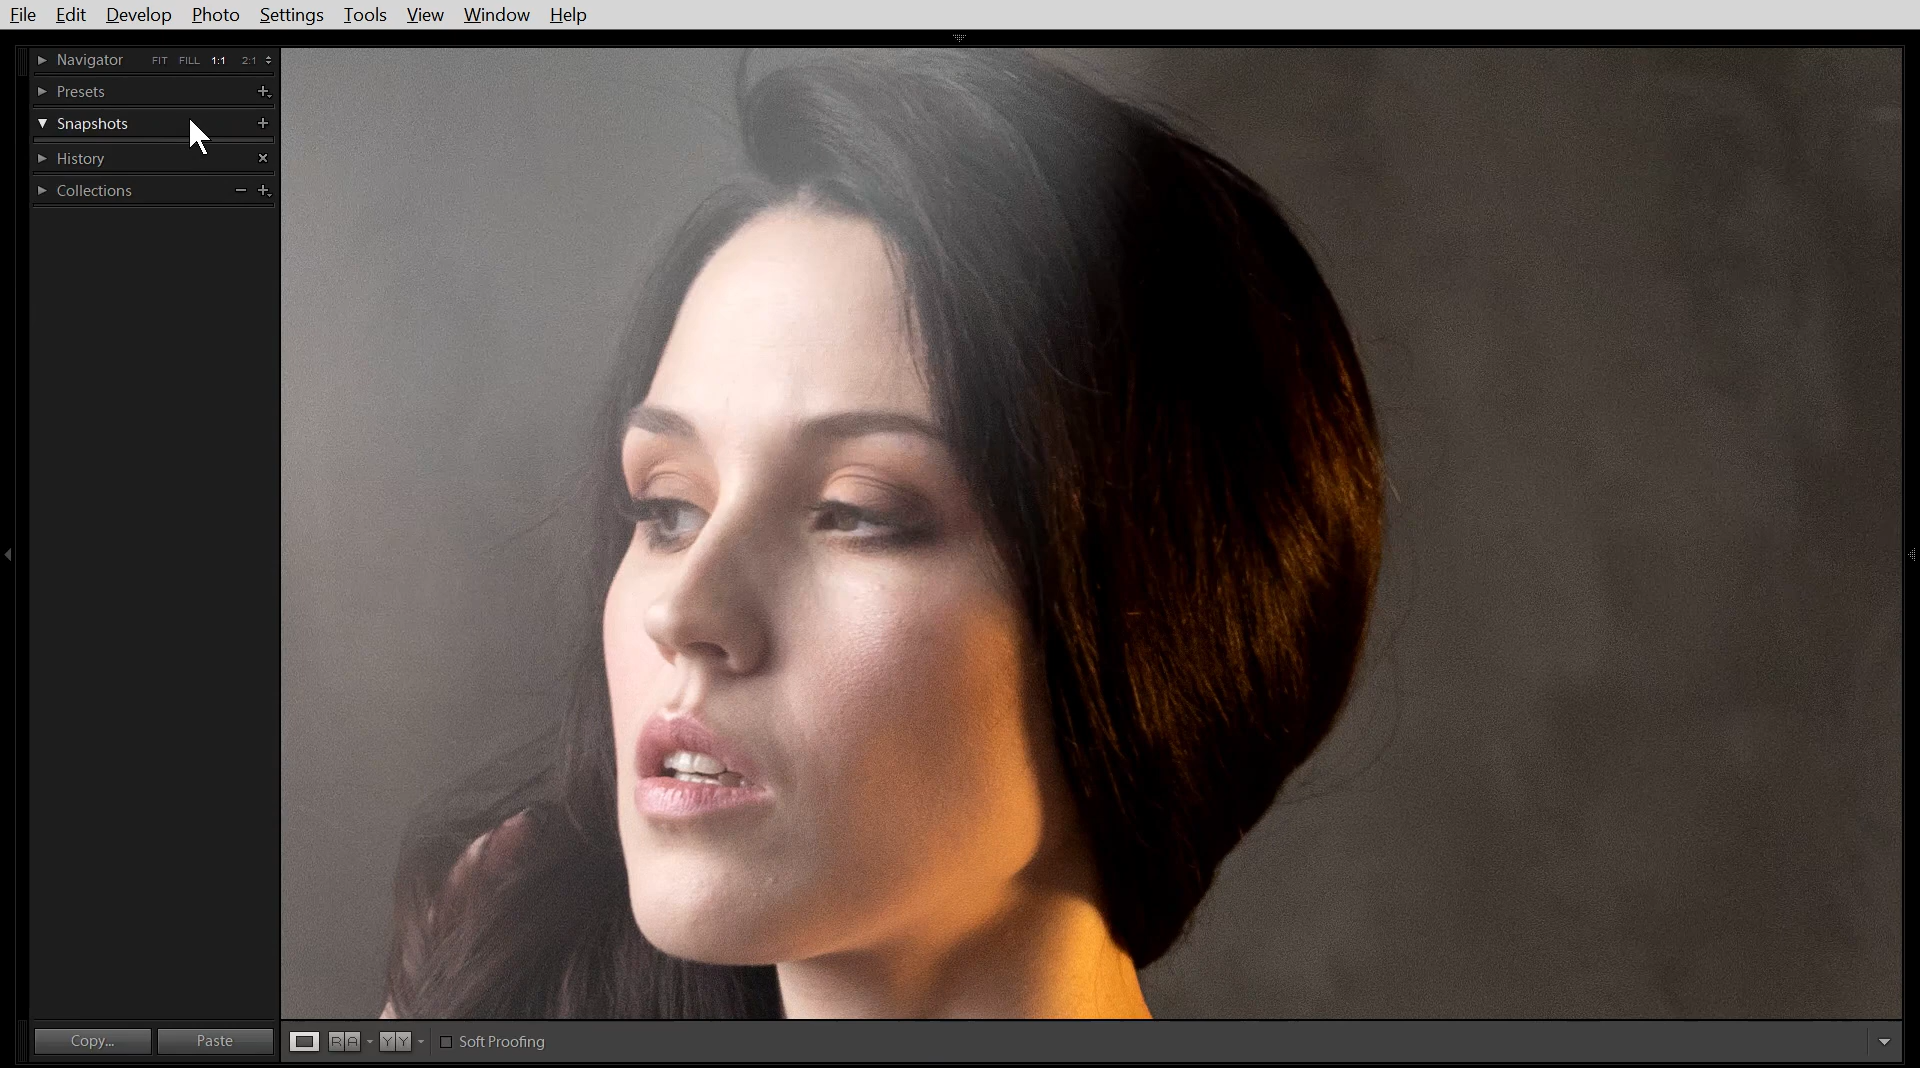 File Edit Develop Photo Settings Tools View Window Help
Navigator FIT FILL 1:1 2:1
Presets
Snapshots
History
Collections
Copy... Paste R A Y Y Soft Proofing